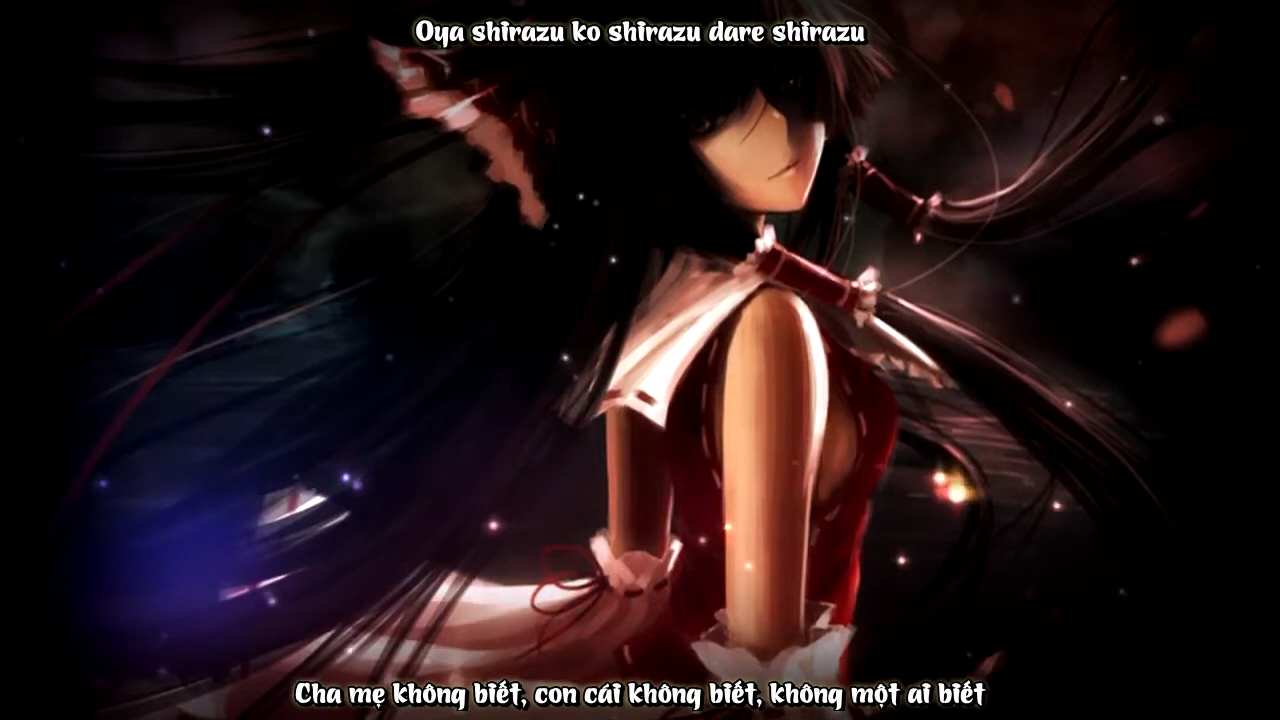 Oya shirazu ko shirazu dare shirazu
Cha mẹ không biết, con cái không biết, không một ai biết